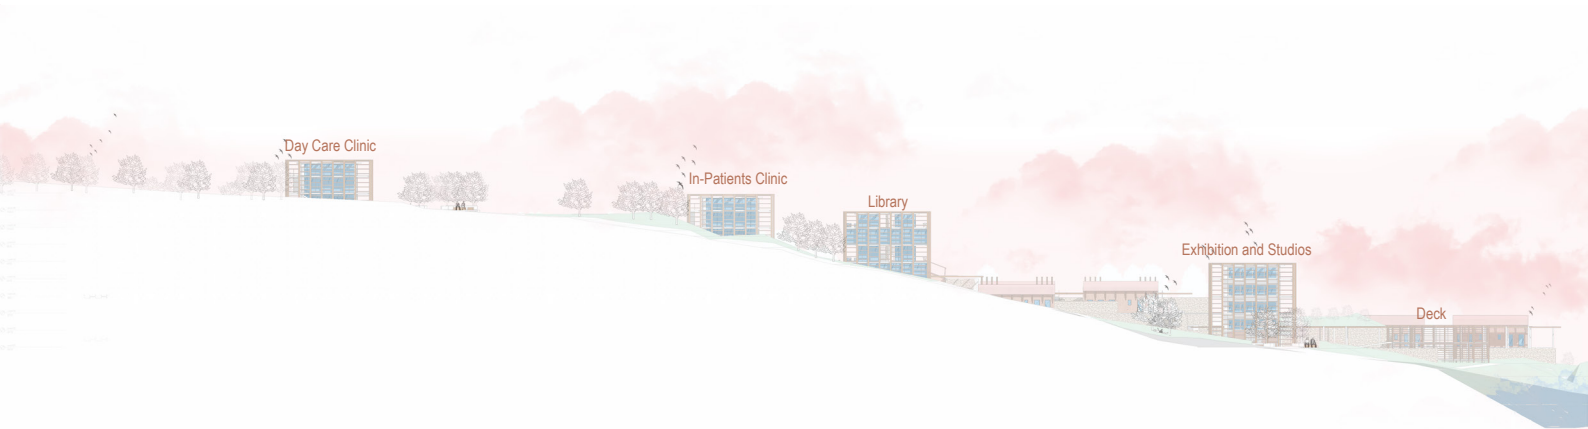 Day Care Clinic
In-Patients Clinic
Library
Exhibition and Studios
Deck